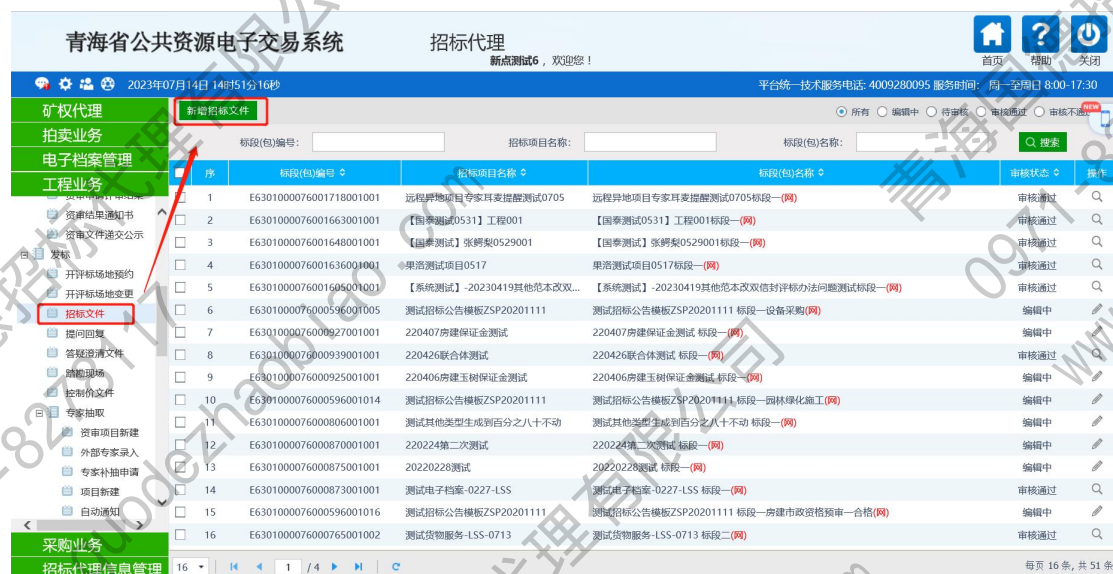 青海省公共资源电子交易系统 招标代理 首页 帮助 关闭
新点测试6，欢迎您！
2023年07月14日 14时51分16秒 平台统一技术服务电话: 4009280095 服务时间: 周一至周日 8:00-17:30
矿权代理
拍卖业务
电子档案管理
工程业务
资审结果通知书
资审文件递交公示
发标
开评标场地预约
开评标场地变更
招标文件
提问回复
答疑澄清文件
踏勘现场
控制价文件
专家抽取
资审项目新建
外部专家录入
专家补抽申请
项目新建
自动通知
采购业务
招标代理信息管理
新增招标文件 所有 编辑中 待审核 审核通过 审核不通 NEW
标段(包)编号: 招标项目名称: 标段(包)名称: 搜索
序 标段(包)编号 招标项目名称 标段(包)名称 审核状态 操作
1 E6301000076001718001001 远程异地项目专家耳麦提醒测试0705 远程异地项目专家耳麦提醒测试0705标段一(网) 审核通过
2 E6301000076001663001001 【国泰测试0531】工程001 【国泰测试0531】工程001标段一(网) 审核通过
3 E6301000076001648001001 【国泰测试】张鳄梨0529001 【国泰测试】张鳄梨0529001标段一(网) 审核通过
4 E6301000076001636001001 果洛测试项目0517 果洛测试项目0517标段一(网) 审核通过
5 E6301000076001605001001 【系统测试】-20230419其他范本改双... 【系统测试】-20230419其他范本改双信封评标办法问题测试标段一(网) 审核通过
6 E6301000076000596001005 测试招标公告模板ZSP20201111 测试招标公告模板ZSP20201111 标段一设备采购(网) 编辑中
7 E6301000076000927001001 220407房建保证金测试 220407房建保证金测试 标段一(网) 编辑中
8 E6301000076000939001001 220426联合体测试 220426联合体测试 标段一(网) 审核通过
9 E6301000076000925001001 220406房建玉树保证金测试 220406房建玉树保证金测试 标段一(网) 编辑中
10 E6301000076000596001014 测试招标公告模板ZSP20201111 测试招标公告模板ZSP20201111 标段一园林绿化施工(网) 编辑中
11 E6301000076000806001001 测试其他类型生成到百分之八十不动 测试其他类型生成到百分之八十不动 标段一(网) 编辑中
12 E6301000076000870001001 220224第二次测试 220224第二次测试 标段一(网) 编辑中
13 E6301000076000875001001 20220228测试 20220228测试 标段一(网) 编辑中
14 E6301000076000873001001 测试电子档案-0227-LSS 测试电子档案-0227-LSS 标段一(网) 审核通过
15 E6301000076000596001016 测试招标公告模板ZSP20201111 测试招标公告模板ZSP20201111 标段一房建市政资格预审一合格(网) 编辑中
16 E6301000076000765001002 测试货物服务-LSS-0713 测试货物服务-LSS-0713 标段二(网) 审核通过
16 1 /4 每页 16 条, 共 51 条